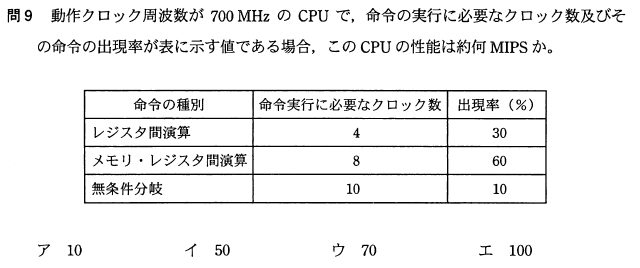 問9 動作クロック周波数が 700 MHz の CPU で，命令の実行に必要なクロック数及びそ
の命令の出現率が表に示す値である場合，この CPU の性能は約何 MIPS か。
命令の種別 命令実行に必要なクロック数 出現率（%）
レジスタ間演算 4 30
メモリ・レジスタ間演算 8 60
無条件分岐 10 10
ア 10 イ 50 ウ 70 エ 100